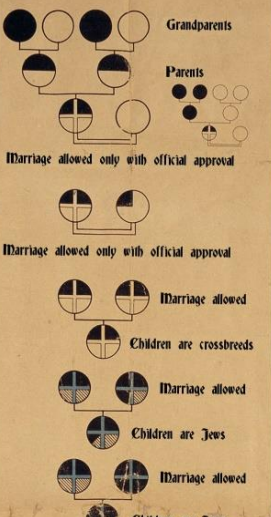 Grandparents
Parents
Marriage allowed only with official approval
Marriage allowed only with official approval
Marriage allowed
Children are crossbreeds
Marriage allowed
Children are Jews
Marriage allowed